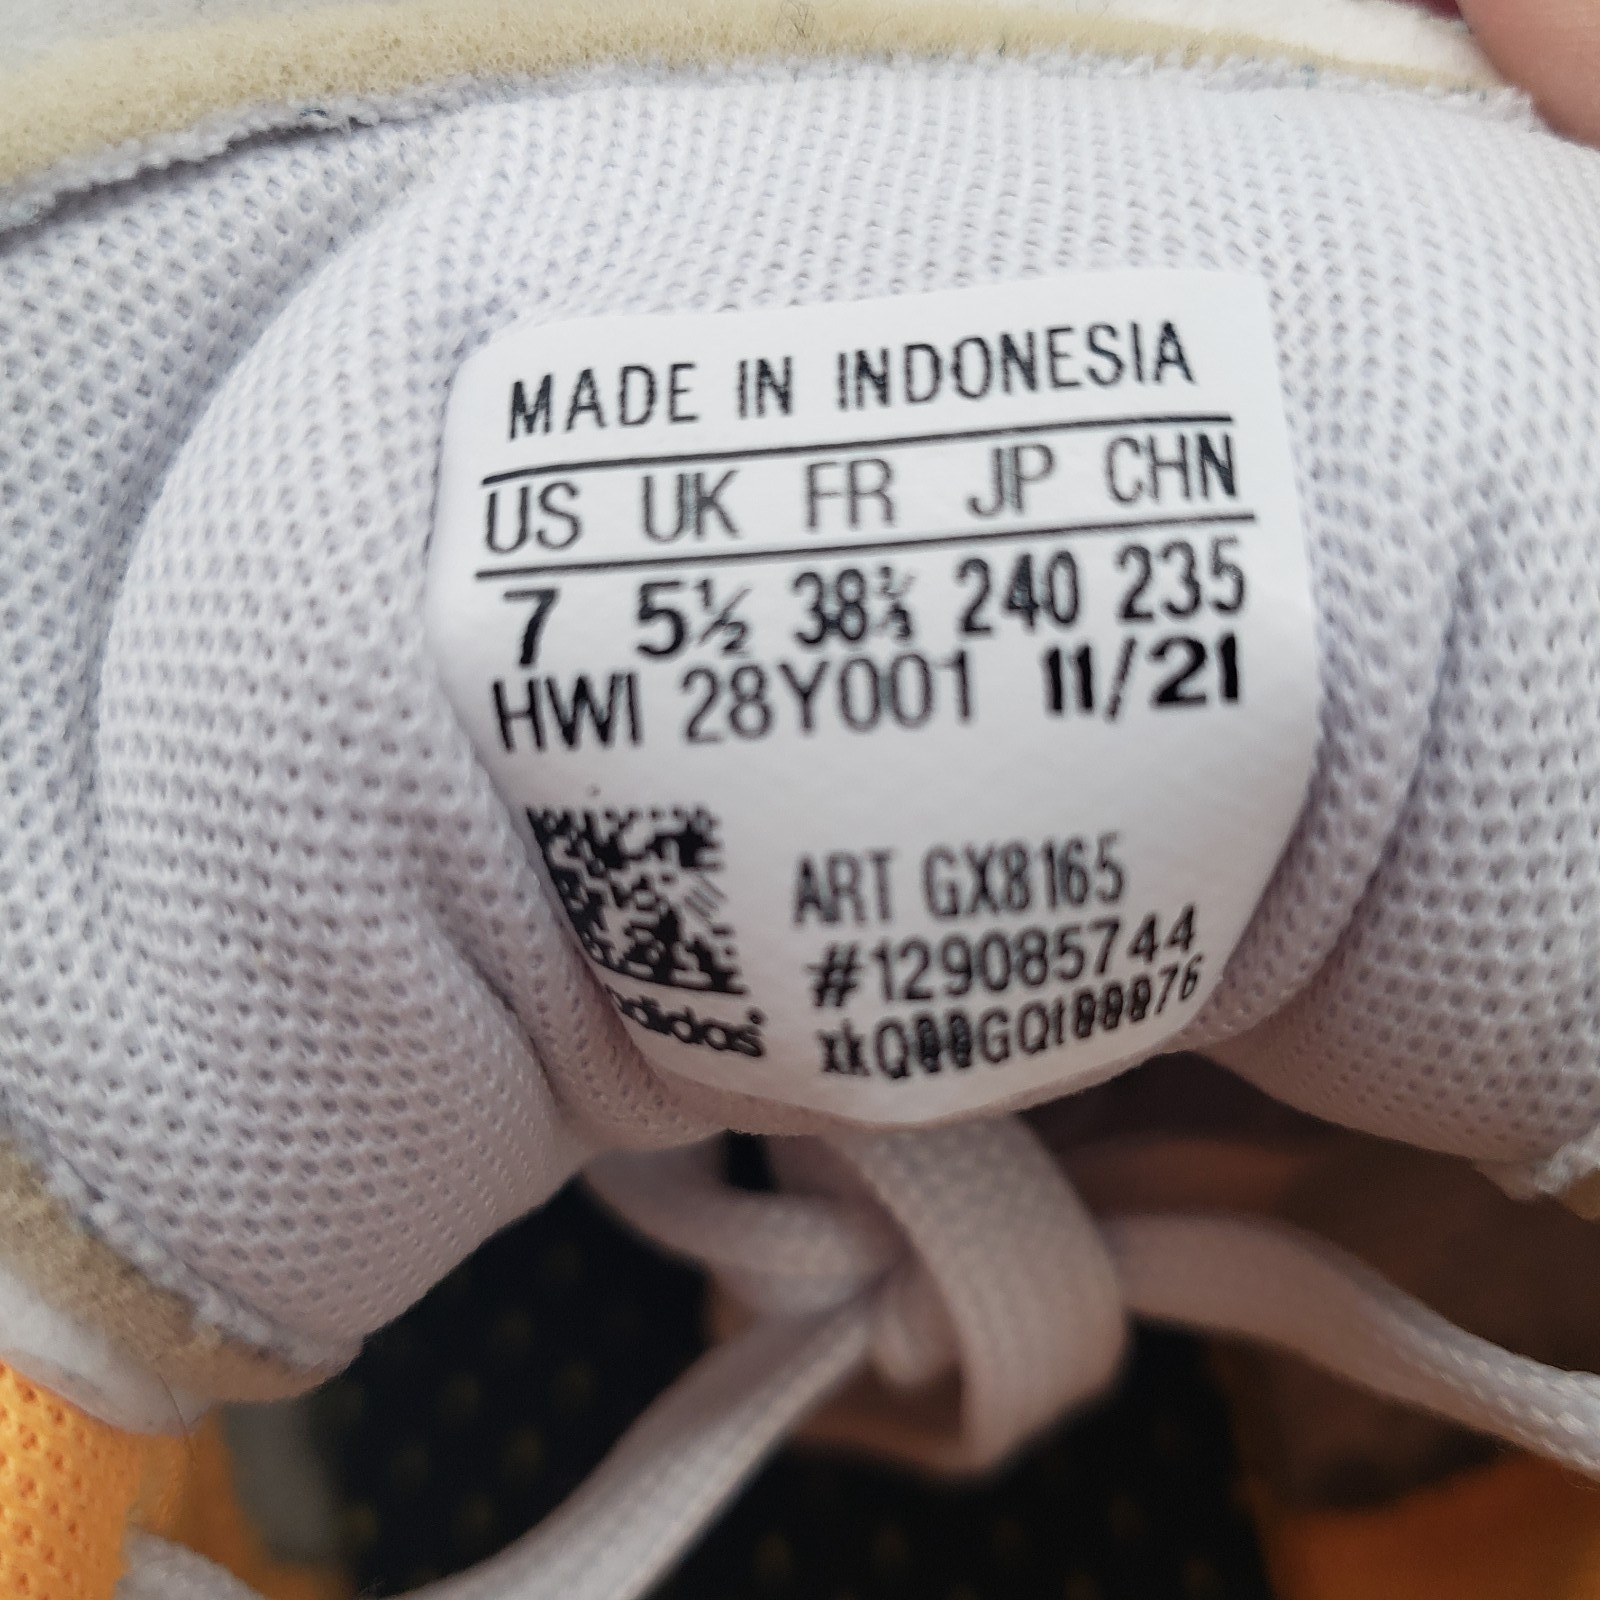 MADE IN INDONESIA
US UK FR JP CHN
7 5½ 38⅔ 240 235
HWI 28Y001 11/21
ART GX8165
#129085744
adidas